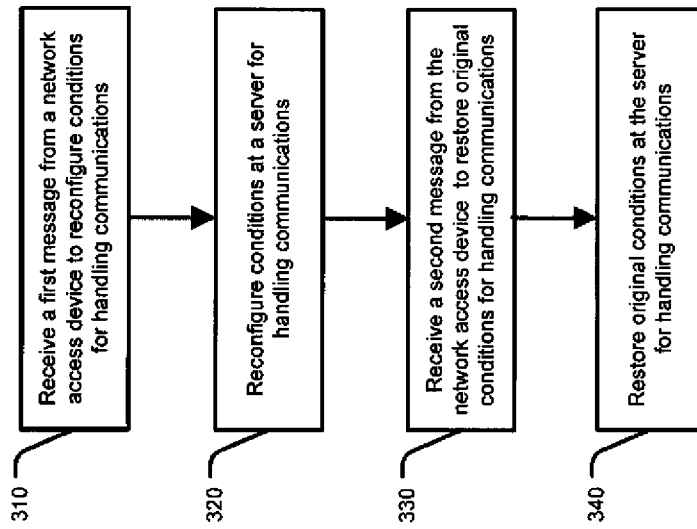 310
Receive a first message from a network
access device to reconfigure conditions
for handling communications
320
Reconfigure conditions at a server for
handling communications
330
Receive a second message from the
network access device to restore original
conditions for handling communications
340
Restore original conditions at the server
for handling communications